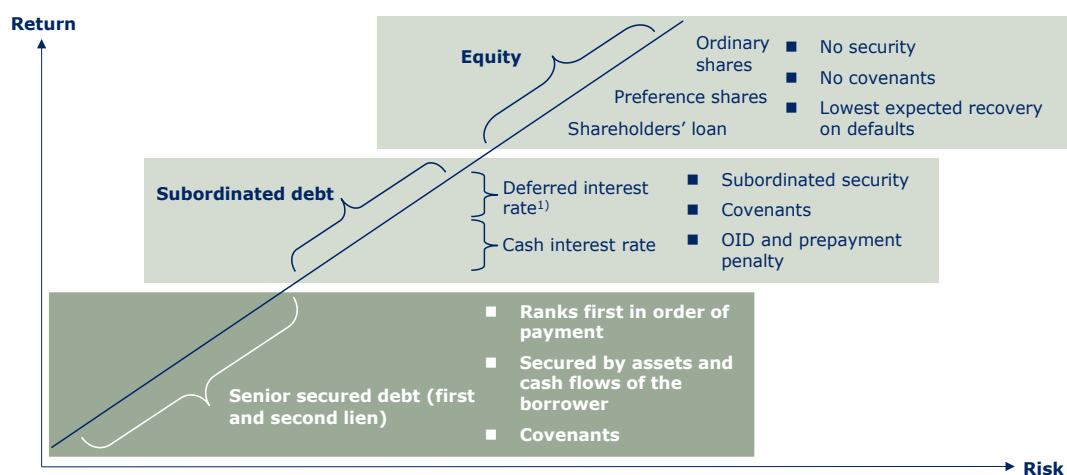 Return
Equity
Ordinary
shares
Preference shares
Shareholders' loan
■ No security
■ No covenants
■ Lowest expected recovery
on defaults
Subordinated debt
Deferred interest
rate1)
Cash interest rate
■ Subordinated security
■ Covenants
■ OID and prepayment
penalty
Senior secured debt (first
and second lien)
■ Ranks first in order of
payment
■ Secured by assets and
cash flows of the
borrower
■ Covenants
Risk